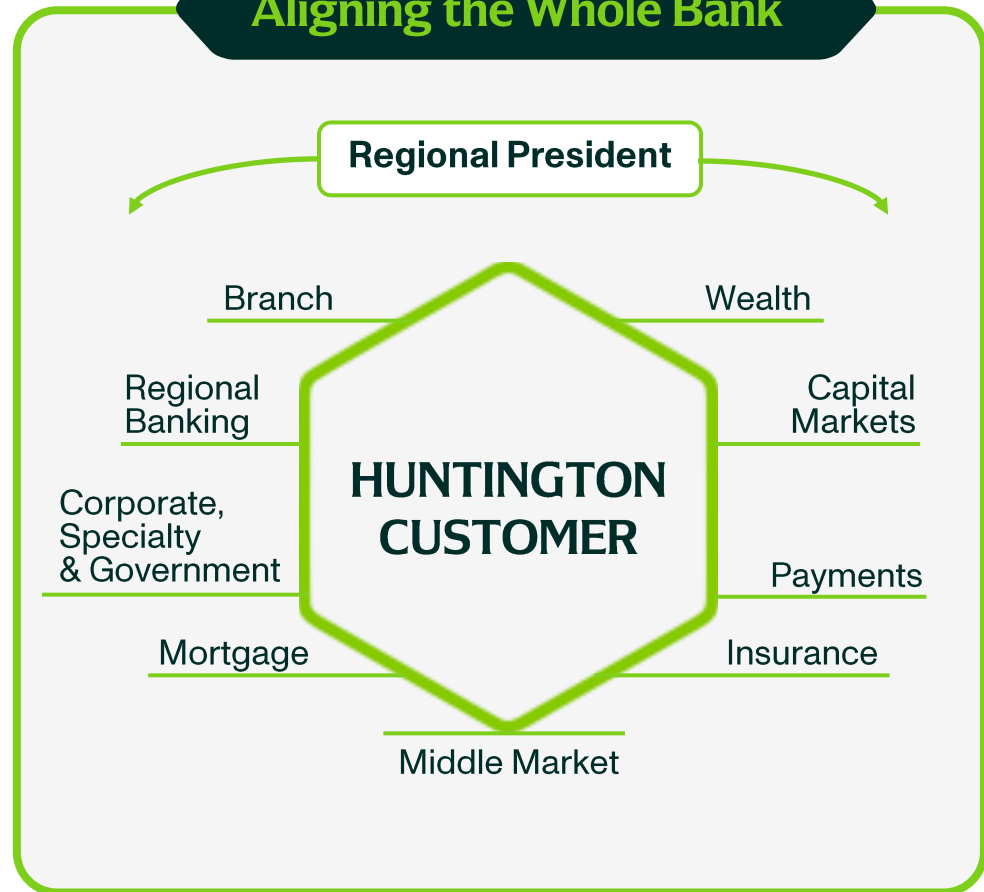 Aligning the Whole Bank
Regional President
Branch
Wealth
Regional
Banking
Capital
Markets
HUNTINGTON
CUSTOMER
Corporate,
Specialty
& Government
Payments
Mortgage
Insurance
Middle Market